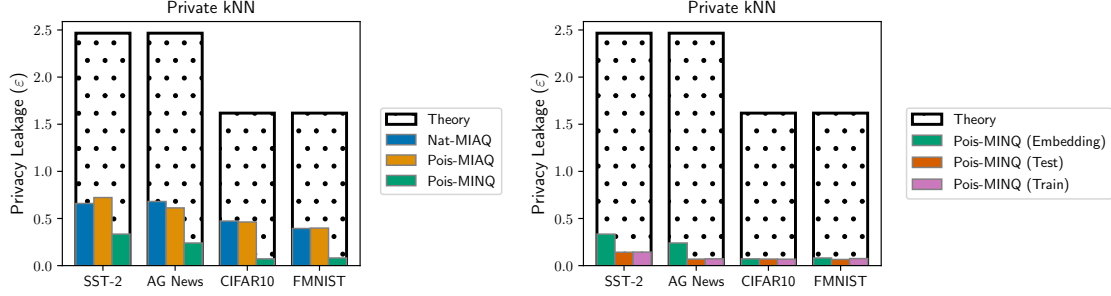 Private kNN
Privacy Leakage (ε)
2.5
2.0
1.5
1.0
0.5
0.0
SST-2 AG News CIFAR10 FMNIST
Theory
Nat-MIAQ
Pois-MIAQ
Pois-MINQ
Private kNN
Privacy Leakage (ε)
2.5
2.0
1.5
1.0
0.5
0.0
SST-2 AG News CIFAR10 FMNIST
Theory
Pois-MINQ (Embedding)
Pois-MINQ (Test)
Pois-MINQ (Train)